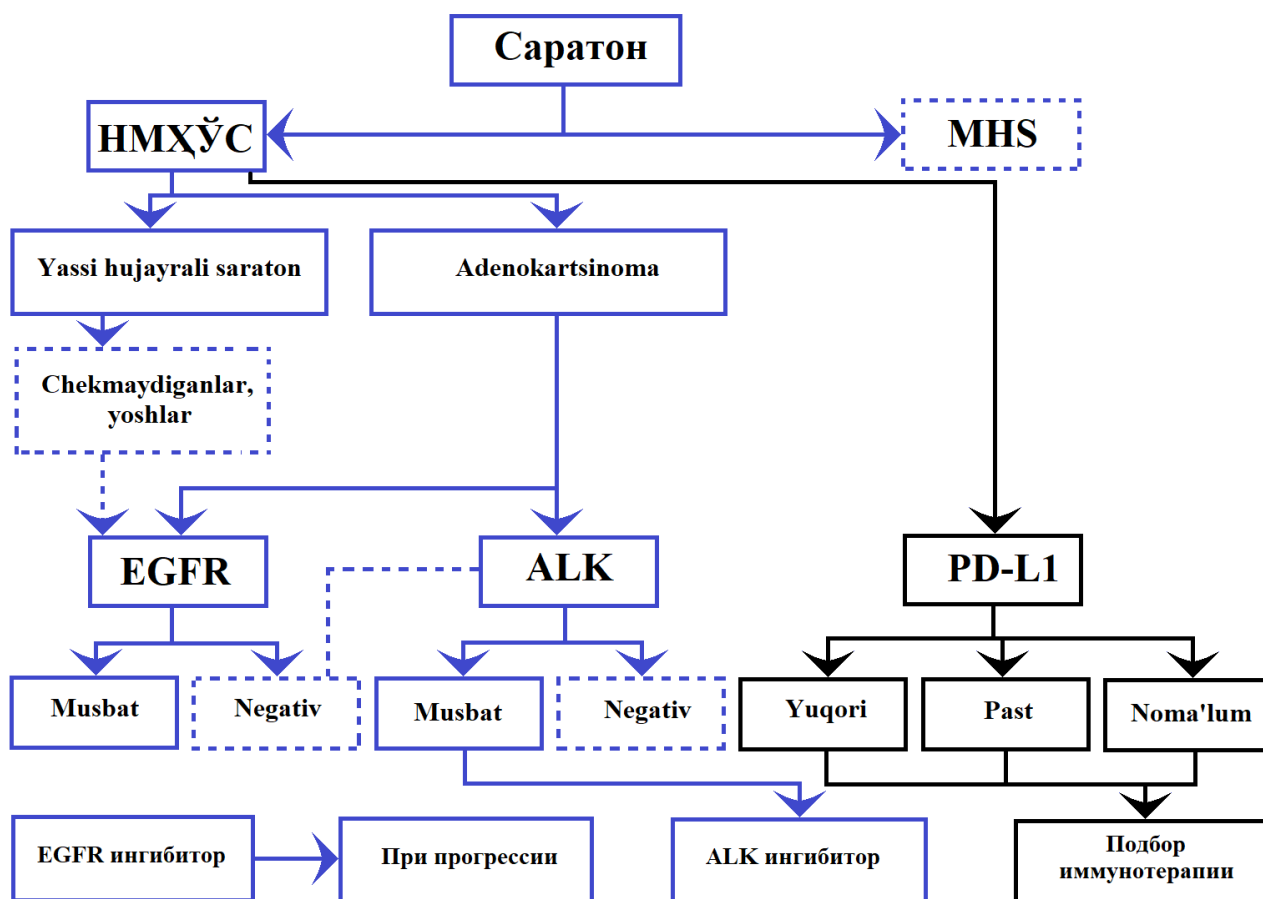 Саратон
НМҲЎС
MHS
Yassi hujayrali saraton
Adenokartsinoma
Chekmaydiganlar,
yoshlar
EGFR
ALK
PD-L1
Musbat
Negativ
Musbat
Negativ
Yuqori
Past
Noma'lum
EGFR ингибитор
При прогрессии
ALK ингибитор
Подбор
иммунотерапии